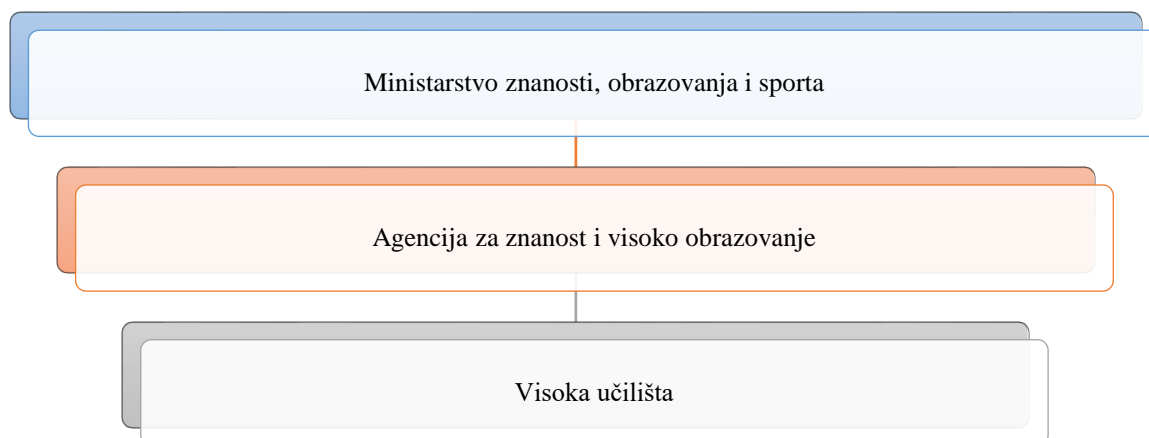 Ministarstvo znanosti, obrazovanja i sporta
Agencija za znanost i visoko obrazovanje
Visoka učilišta